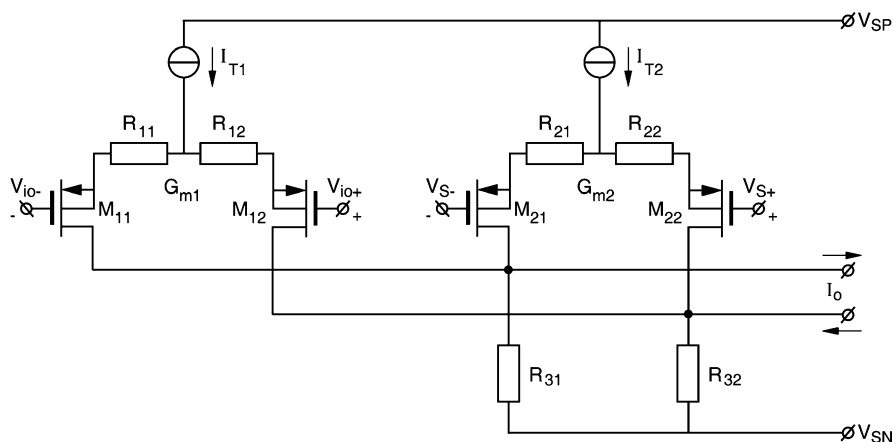 V_SP
I_T1
I_T2
R_11
R_12
R_21
R_22
V_io-
V_io+
V_S-
V_S+
G_m1
G_m2
-
M_11
M_12
+
-
M_21
M_22
+
I_o
R_31
R_32
V_SN